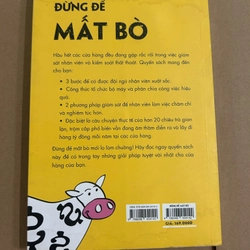 ĐỪNG ĐỂ
MẤT BÒ
Hầu hết các cửa hàng đều đang gặp rắc rối trong việc giám
sát nhân viên và kiểm soát thất thoát. Quyển sách mang đến
cho bạn:
• 3 bước để có được đội ngũ nhân viên xuất sắc.
• Công thức tổ chức bộ máy và phân chia công việc hiệu
quả.
• 2 phương pháp giám sát để nhân viên làm việc chăm chỉ
và nghiêm túc hơn.
• Đặc biệt là câu chuyện thực tế của hơn 20 chiêu trò gian
lận, trăm cấp phổ biến vẫn đang âm thầm diễn ra và lấy đi
hàng tỷ đồng mỗi năm tại các cửa hàng.
Đừng để mất bò mới lo làm chuồng! Hãy đọc ngay quyển sách
này để có trong tay những giải pháp tuyệt vời nhất cho cửa
hàng của bạn.